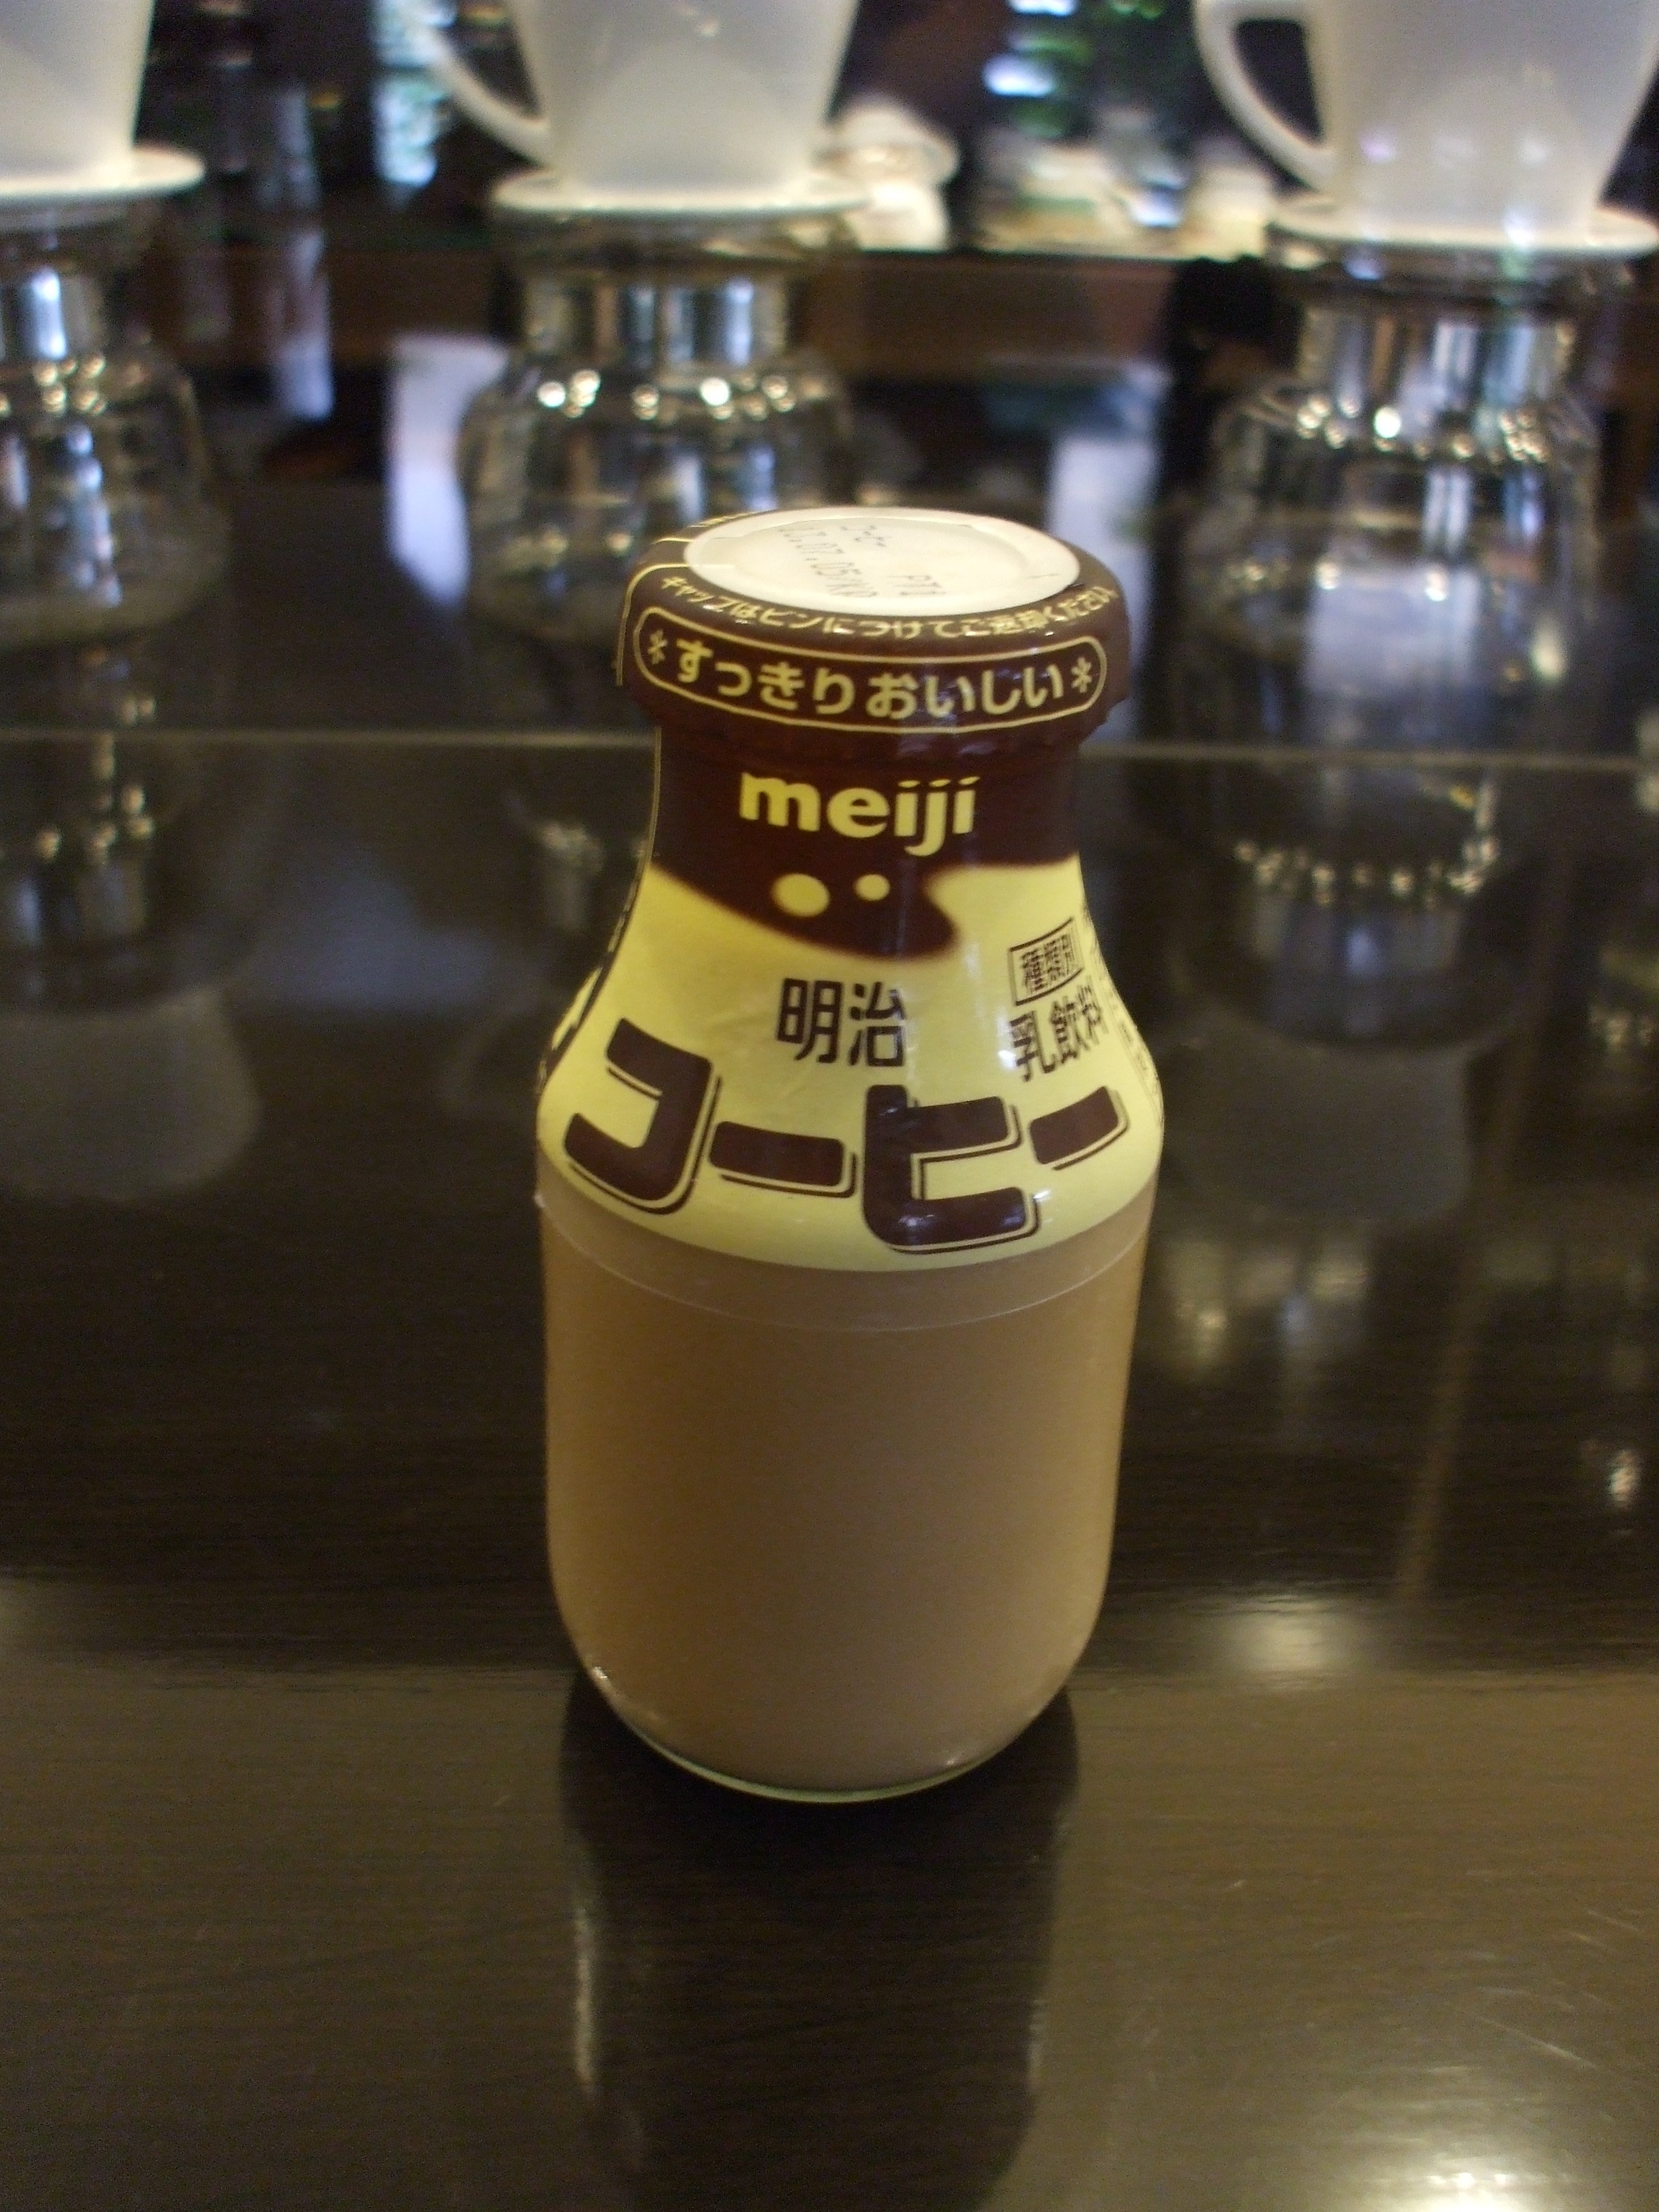 キャップはビンにつけてご返却ください
＊すっきりおいしい＊
meiji
種類別
乳飲料
明治
コーヒー